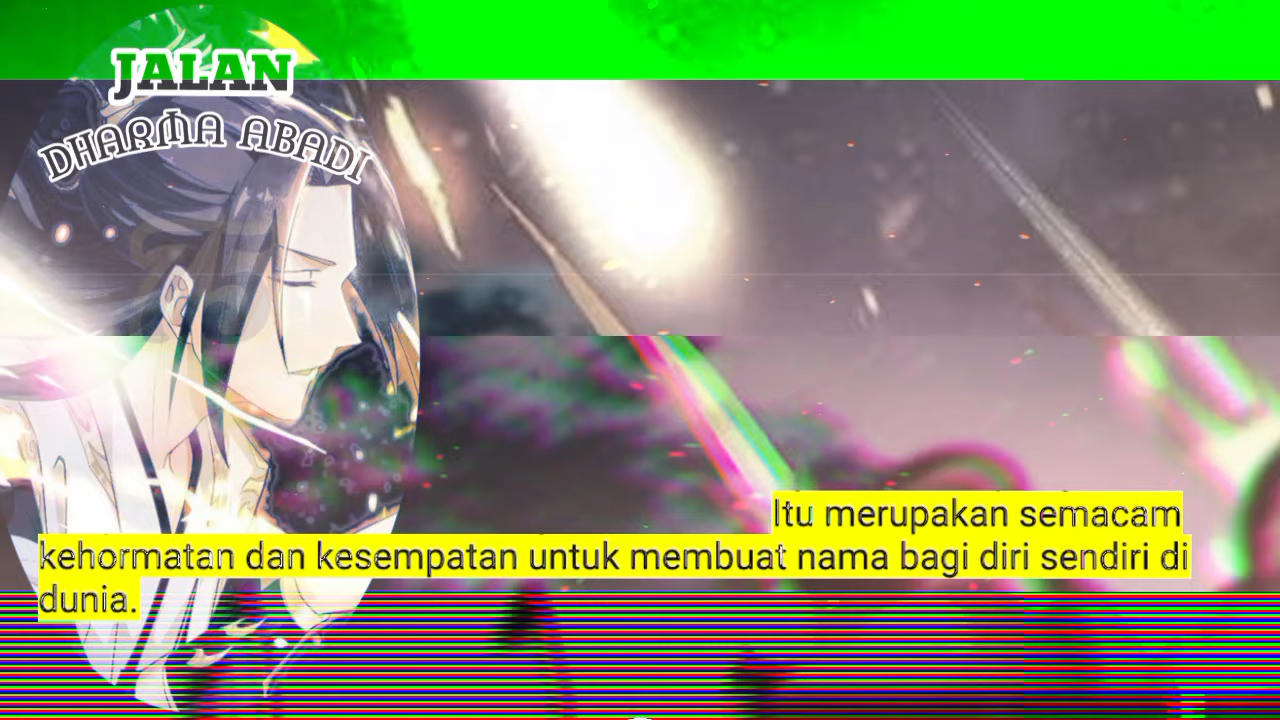 JALAN
DHARMA ABADI
Itu merupakan semacam
kehormatan dan kesempatan untuk membuat nama bagi diri sendiri di
dunia.